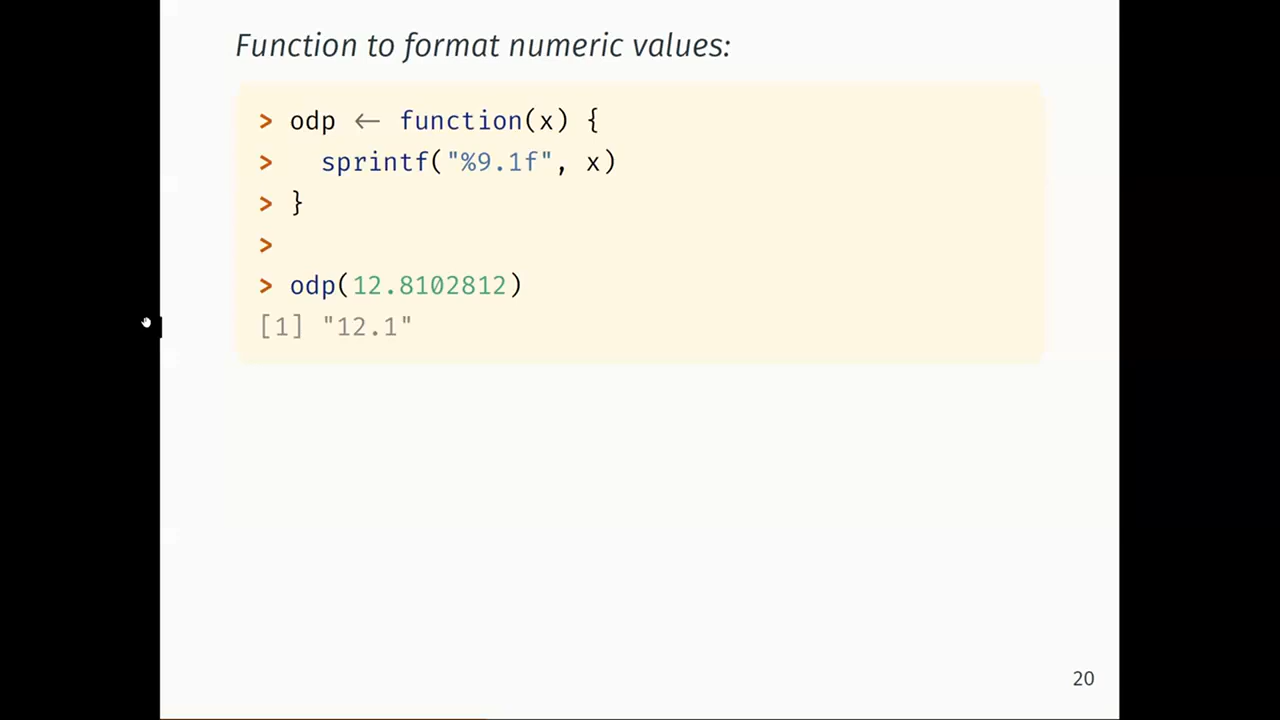 Function to format numeric values:
> odp ← function(x) {
>   sprintf("%9.1f", x)
> }
>
> odp(12.8102812)
[1] "12.1"
20